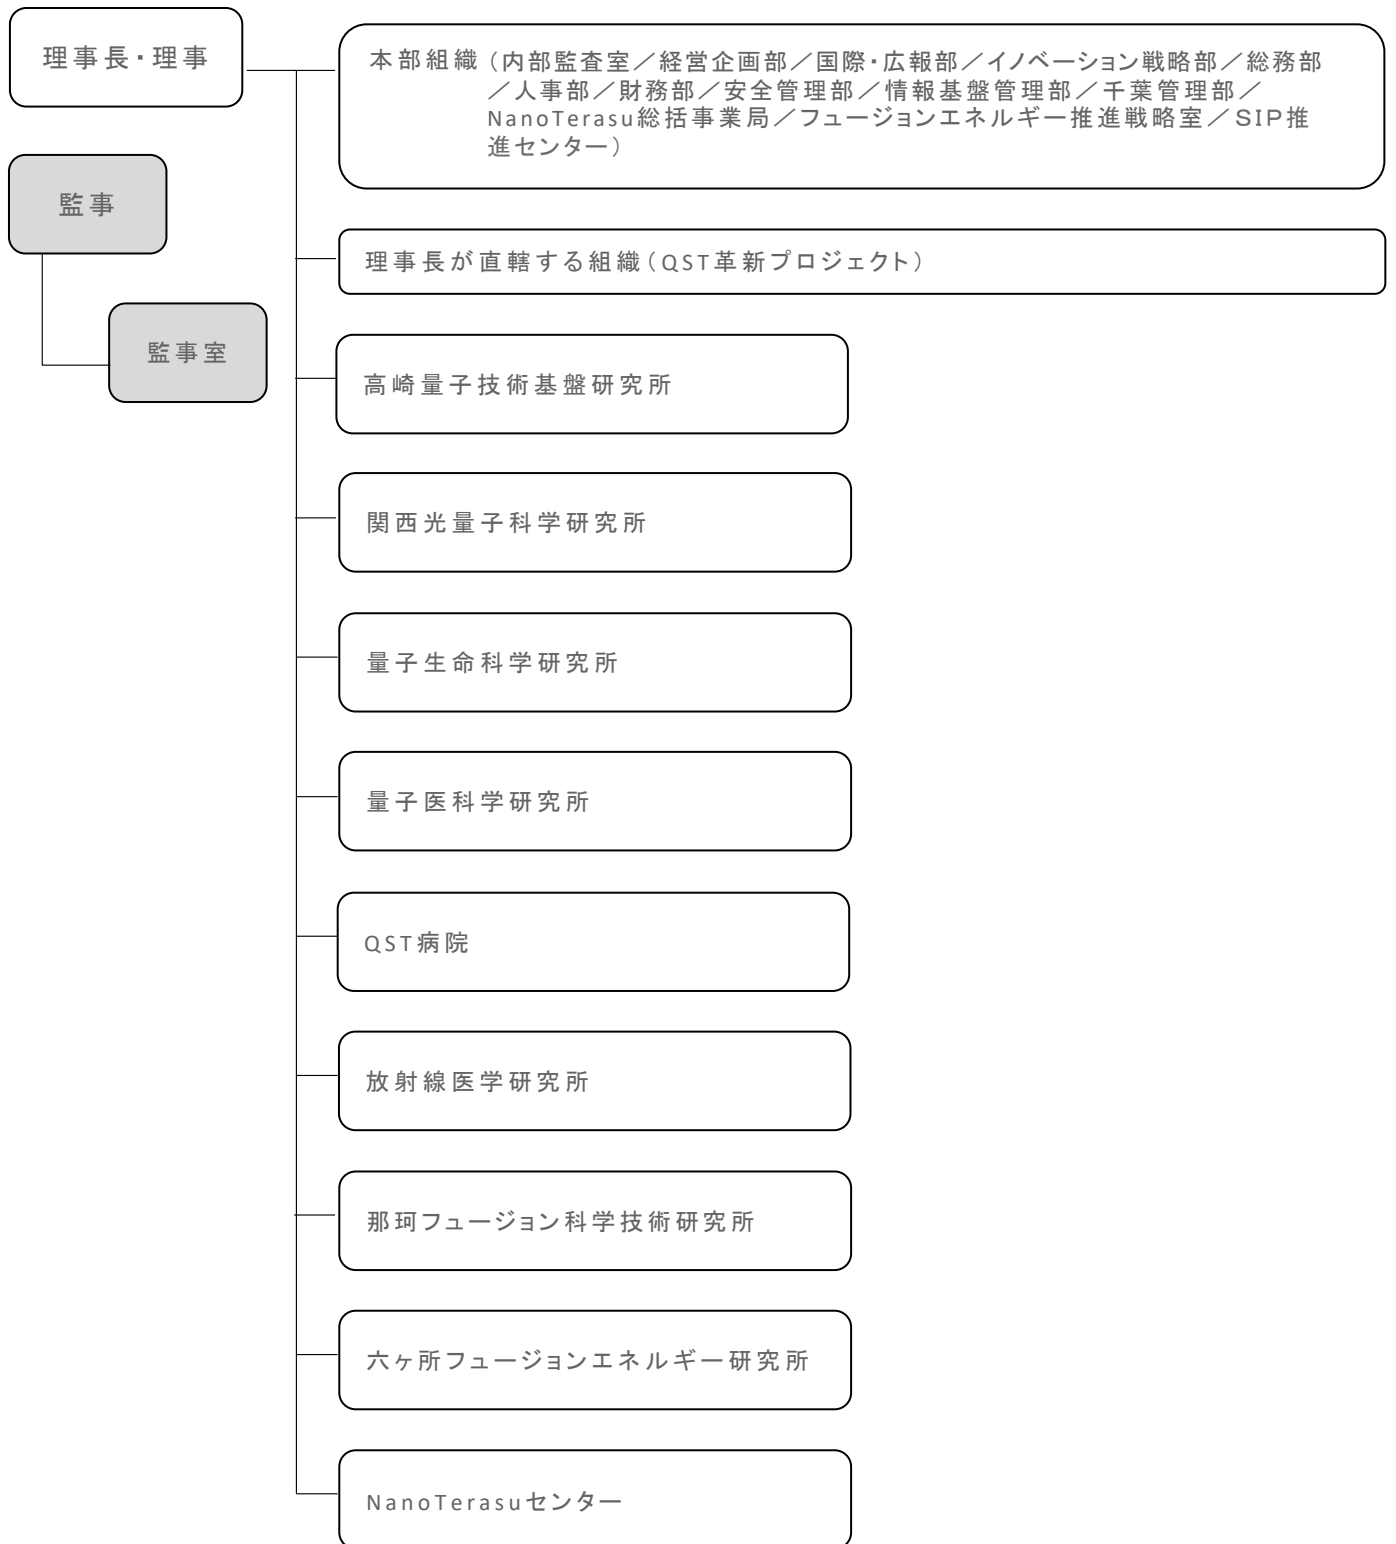 理事長・理事
本部組織（内部監査室／経営企画部／国際・広報部／イノベーション戦略部／総務部
／人事部／財務部／安全管理部／情報基盤管理部／千葉管理部／
NanoTerasu総括事業局／フュージョンエネルギー推進戦略室／SIP推
進センター）
監事
理事長が直轄する組織（QST革新プロジェクト）
監事室
高崎量子技術基盤研究所
関西光量子科学研究所
量子生命科学研究所
量子医科学研究所
QST病院
放射線医学研究所
那珂フュージョン科学技術研究所
六ヶ所フュージョンエネルギー研究所
NanoTerasuセンター